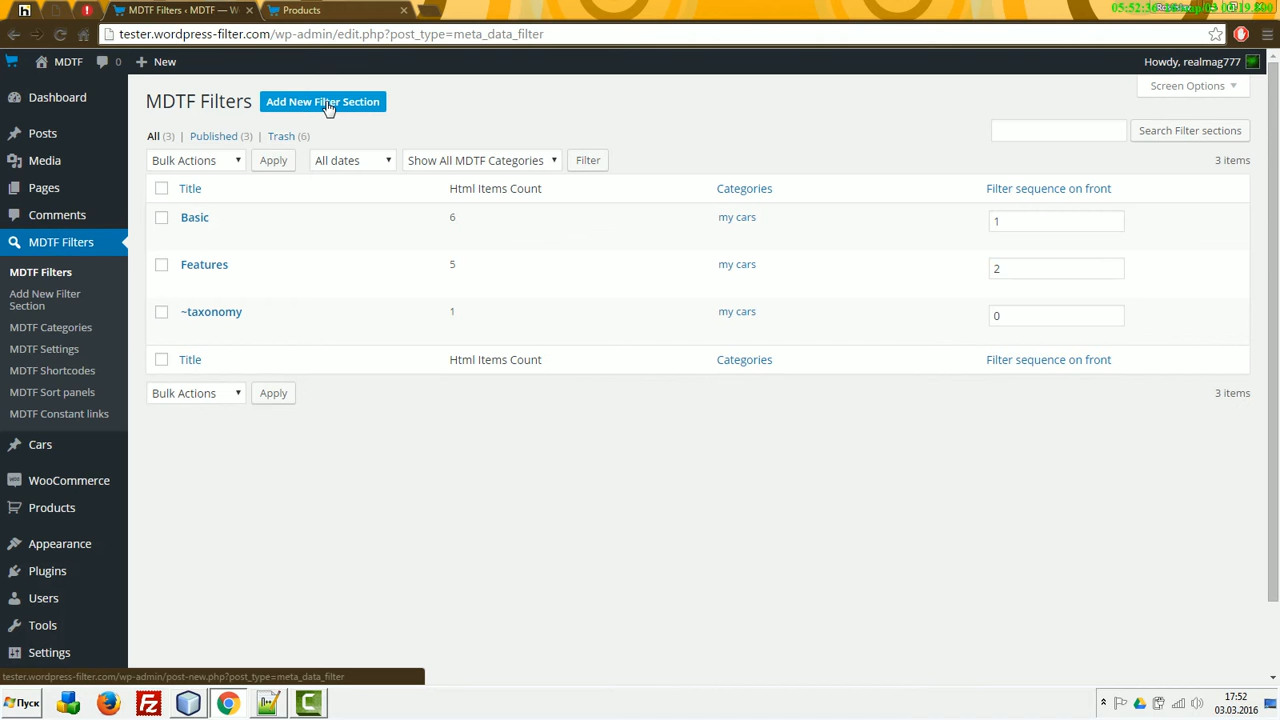 MDTF Filters ‹ MDTF —
Products
tester.wordpress-filter.com/wp-admin/edit.php?post_type=meta_data_filter
MDTF
0
New
Howdy, realmag777
Dashboard
Posts
Media
Pages
Comments
MDTF Filters
MDTF Filters
Add New Filter
Section
MDTF Categories
MDTF Settings
MDTF Shortcodes
MDTF Sort panels
MDTF Constant links
Cars
WooCommerce
Products
Appearance
Plugins
Users
Tools
Settings
MDTF Filters
Add New Filter Section
Screen Options
All (3) | Published (3) | Trash (6)
Search Filter sections
Bulk Actions
Apply
All dates
Show All MDTF Categories
Filter
3 items
Title
Html Items Count
Categories
Filter sequence on front
Basic
6
my cars
1
Features
5
my cars
2
~taxonomy
1
my cars
0
Title
Html Items Count
Categories
Filter sequence on front
Bulk Actions
Apply
3 items
tester.wordpress-filter.com/wp-admin/post-new.php?post_type=meta_data_filter
Пуск
17:52
03.03.2016